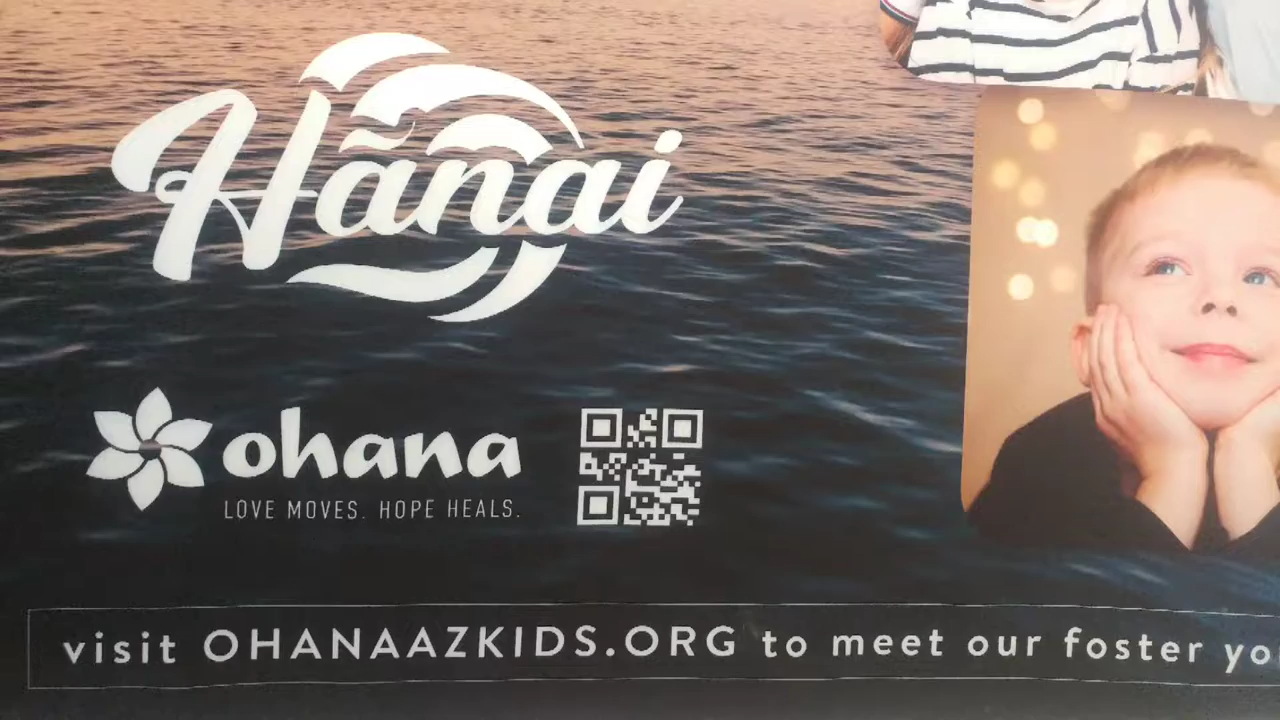 Hānai
ohana
LOVE MOVES. HOPE HEALS.
visit OHANAAZKIDS.ORG to meet our foster